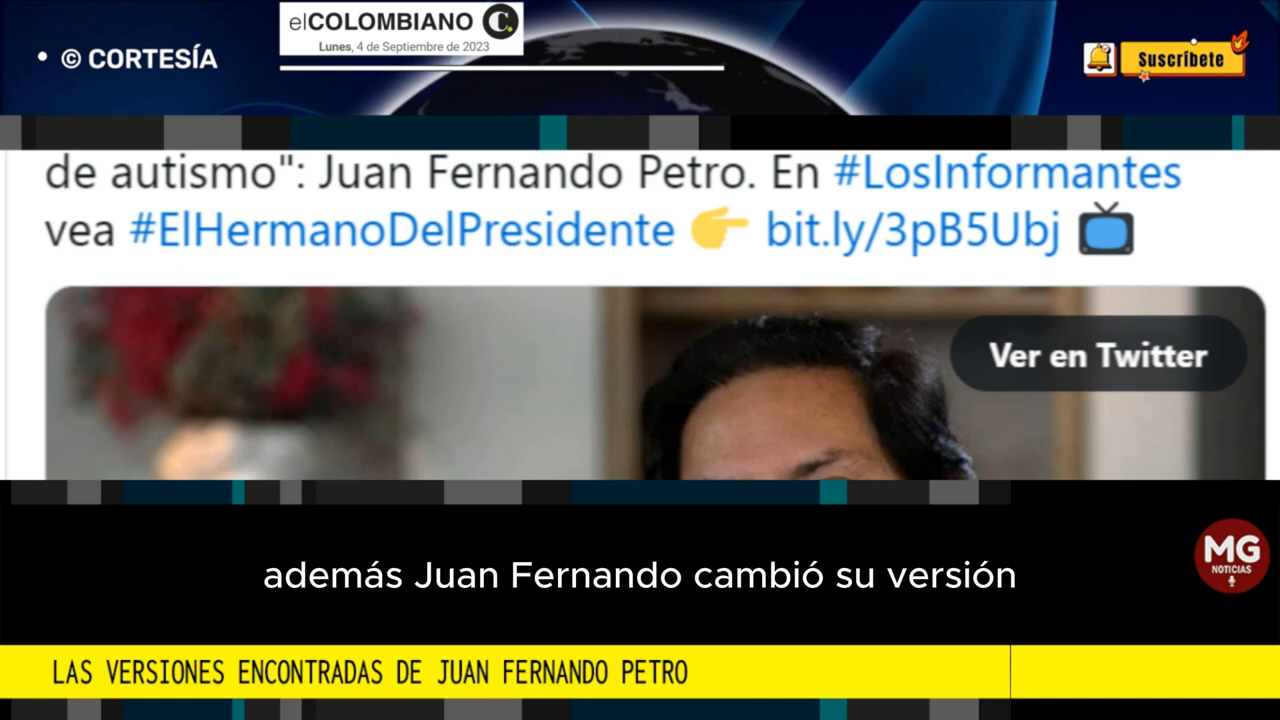 elCOLOMBIANO C
Lunes, 4 de Septiembre de 2023
• © CORTESÍA
Suscríbete
de autismo": Juan Fernando Petro. En #LosInformantes
vea #ElHermanoDelPresidente 👉 bit.ly/3pB5Ubj 📺
Ver en Twitter
además Juan Fernando cambió su versión
MG
NOTICIAS
LAS VERSIONES ENCONTRADAS DE JUAN FERNANDO PETRO